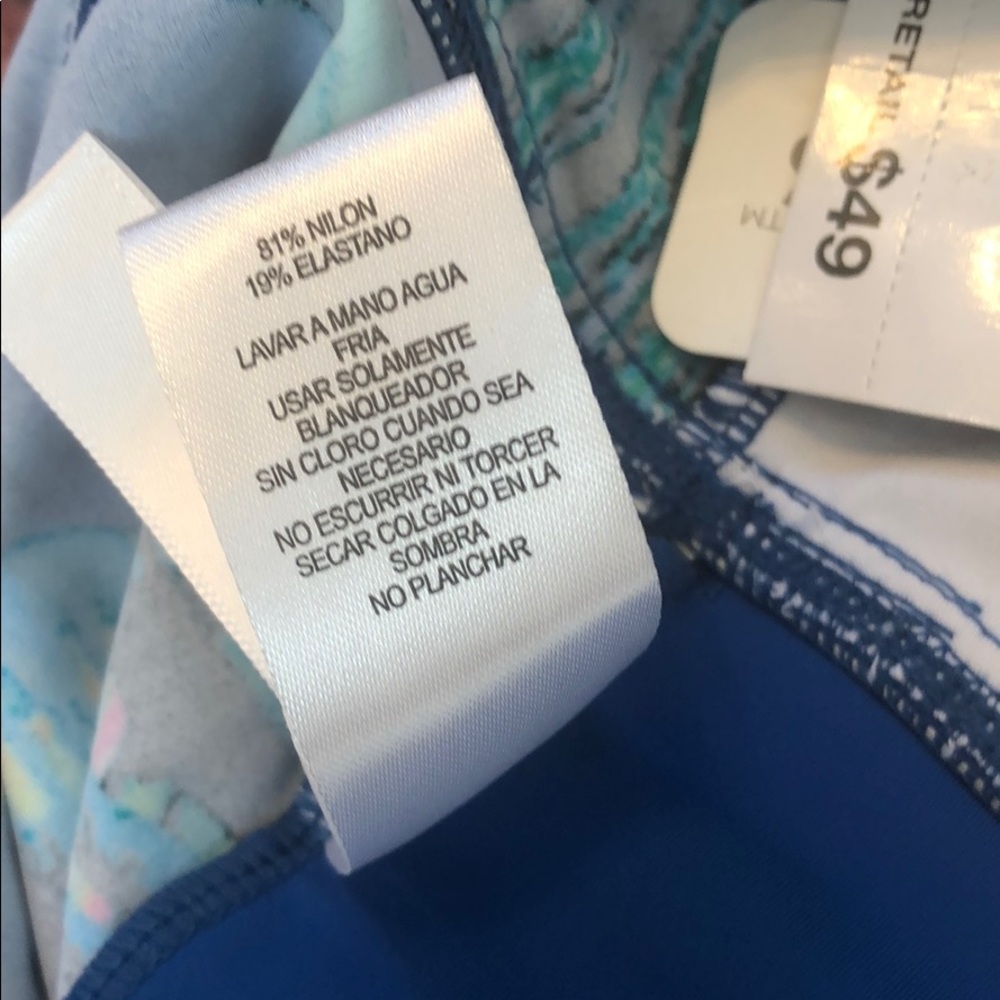 81% NILON
19% ELASTANO
LAVAR A MANO AGUA
FRIA
USAR SOLAMENTE
BLANQUEADOR
SIN CLORO CUANDO SEA
NECESARIO
NO ESCURRIR NI TORCER
SECAR COLGADO EN LA
SOMBRA
NO PLANCHAR
RETAIL $49
TM